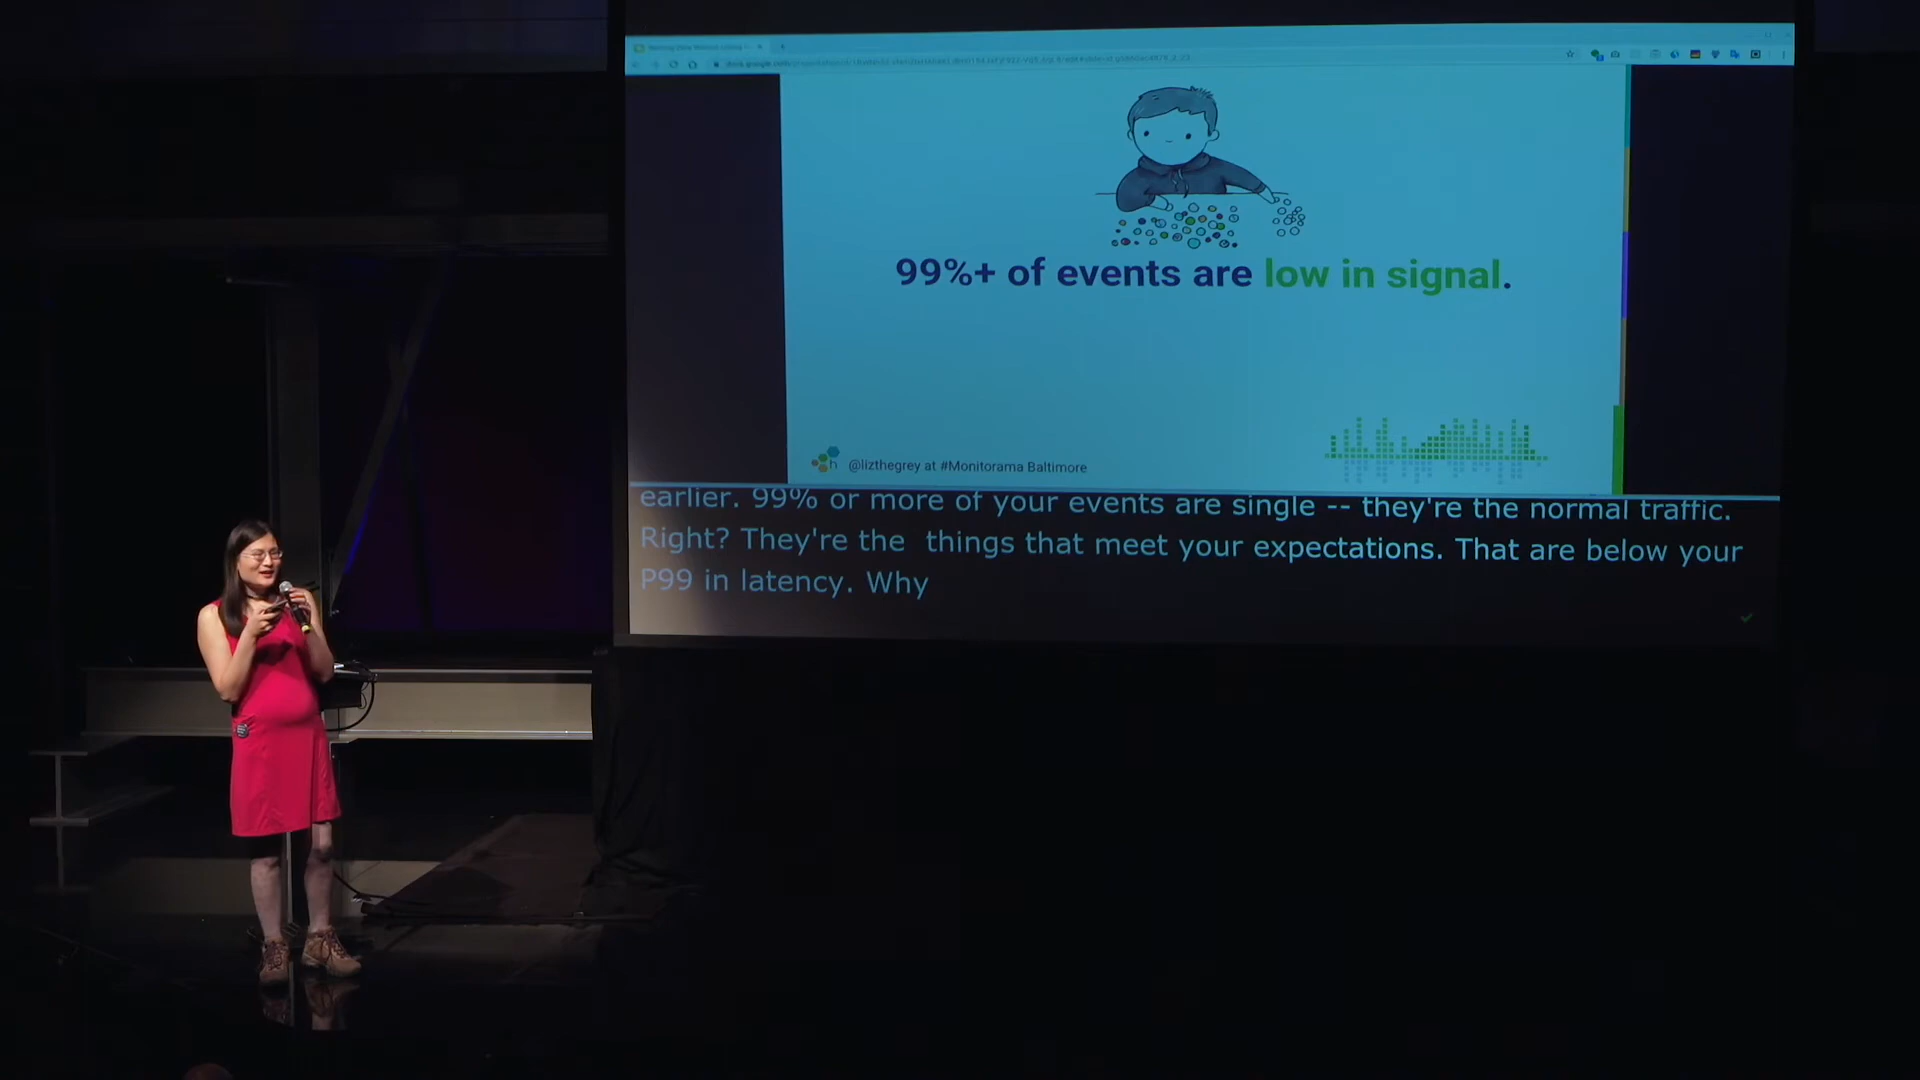 99%+ of events are low in signal.
h @lizthegrey at #Monitorama Baltimore
earlier. 99% or more of your events are single -- they're the normal traffic.
Right? They're the things that meet your expectations. That are below your
P99 in latency. Why